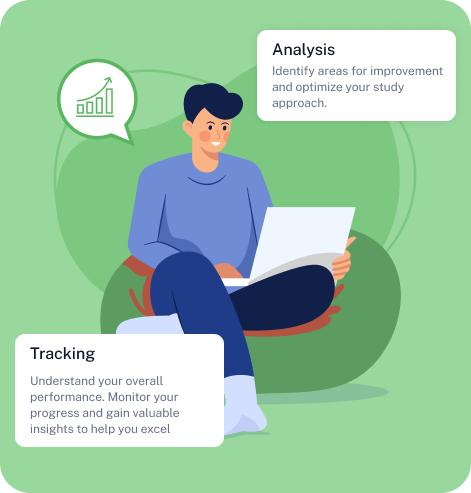 Analysis
Identify areas for improvement
and optimize your study
approach.
Tracking
Understand your overall
performance. Monitor your
progress and gain valuable
insights to help you excel